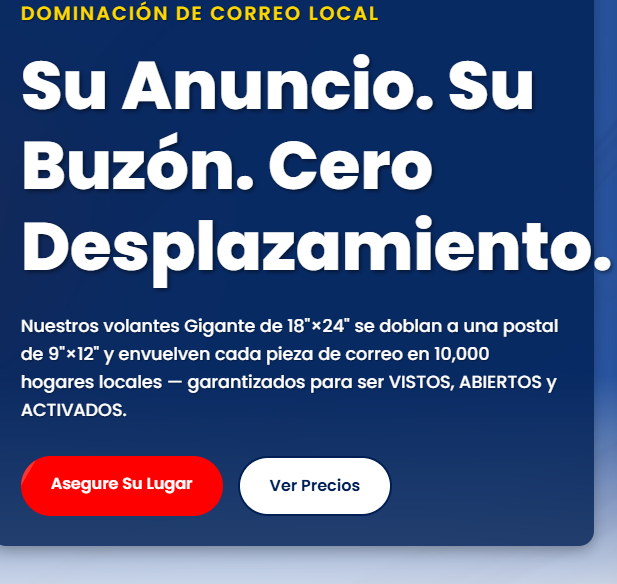 DOMINACIÓN DE CORREO LOCAL
Su Anuncio. Su
Buzón. Cero
Desplazamiento.
Nuestros volantes Gigante de 18"×24" se doblan a una postal
de 9"×12" y envuelven cada pieza de correo en 10,000
hogares locales — garantizados para ser VISTOS, ABIERTOS y
ACTIVADOS.
Asegure Su Lugar
Ver Precios